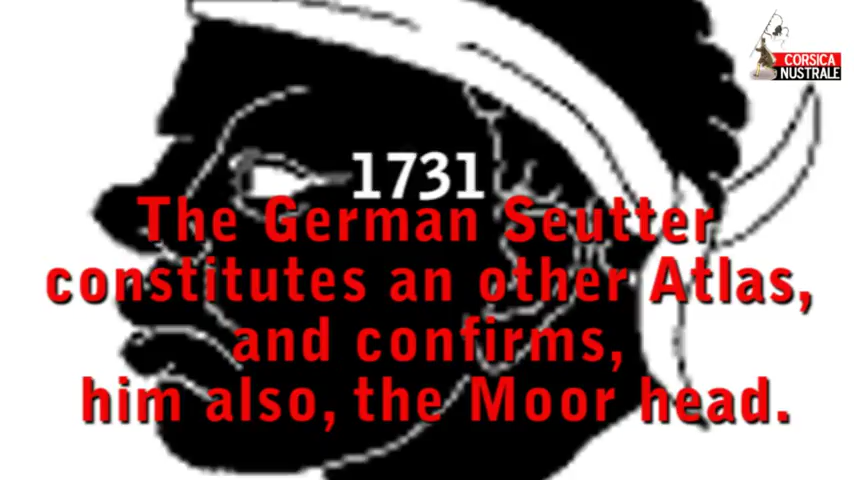 CORSICA
NUSTRALE
1731
The German Seutter
constitutes an other Atlas,
and confirms,
him also, the Moor head.